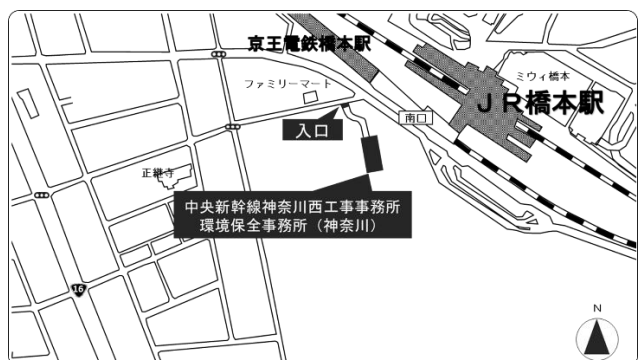 京王電鉄橋本駅
ミウィ橋本
ファミリーマート
JR橋本駅
南口
入口
正継寺
中央新幹線神奈川西工事事務所
環境保全事務所（神奈川）
16
N